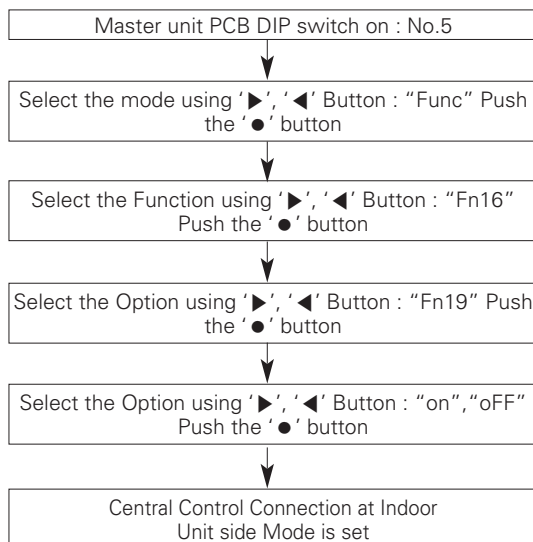 Master unit PCB DIP switch on : No.5
Select the mode using ‘▶’, ‘◀’ Button : “Func” Push
the ‘●’ button
Select the Function using ‘▶’, ‘◀’ Button : “Fn16”
Push the ‘●’ button
Select the Option using ‘▶’, ‘◀’ Button : “Fn19” Push
the ‘●’ button
Select the Option using ‘▶’, ‘◀’ Button : “on”,“oFF”
Push the ‘●’ button
Central Control Connection at Indoor
Unit side Mode is set